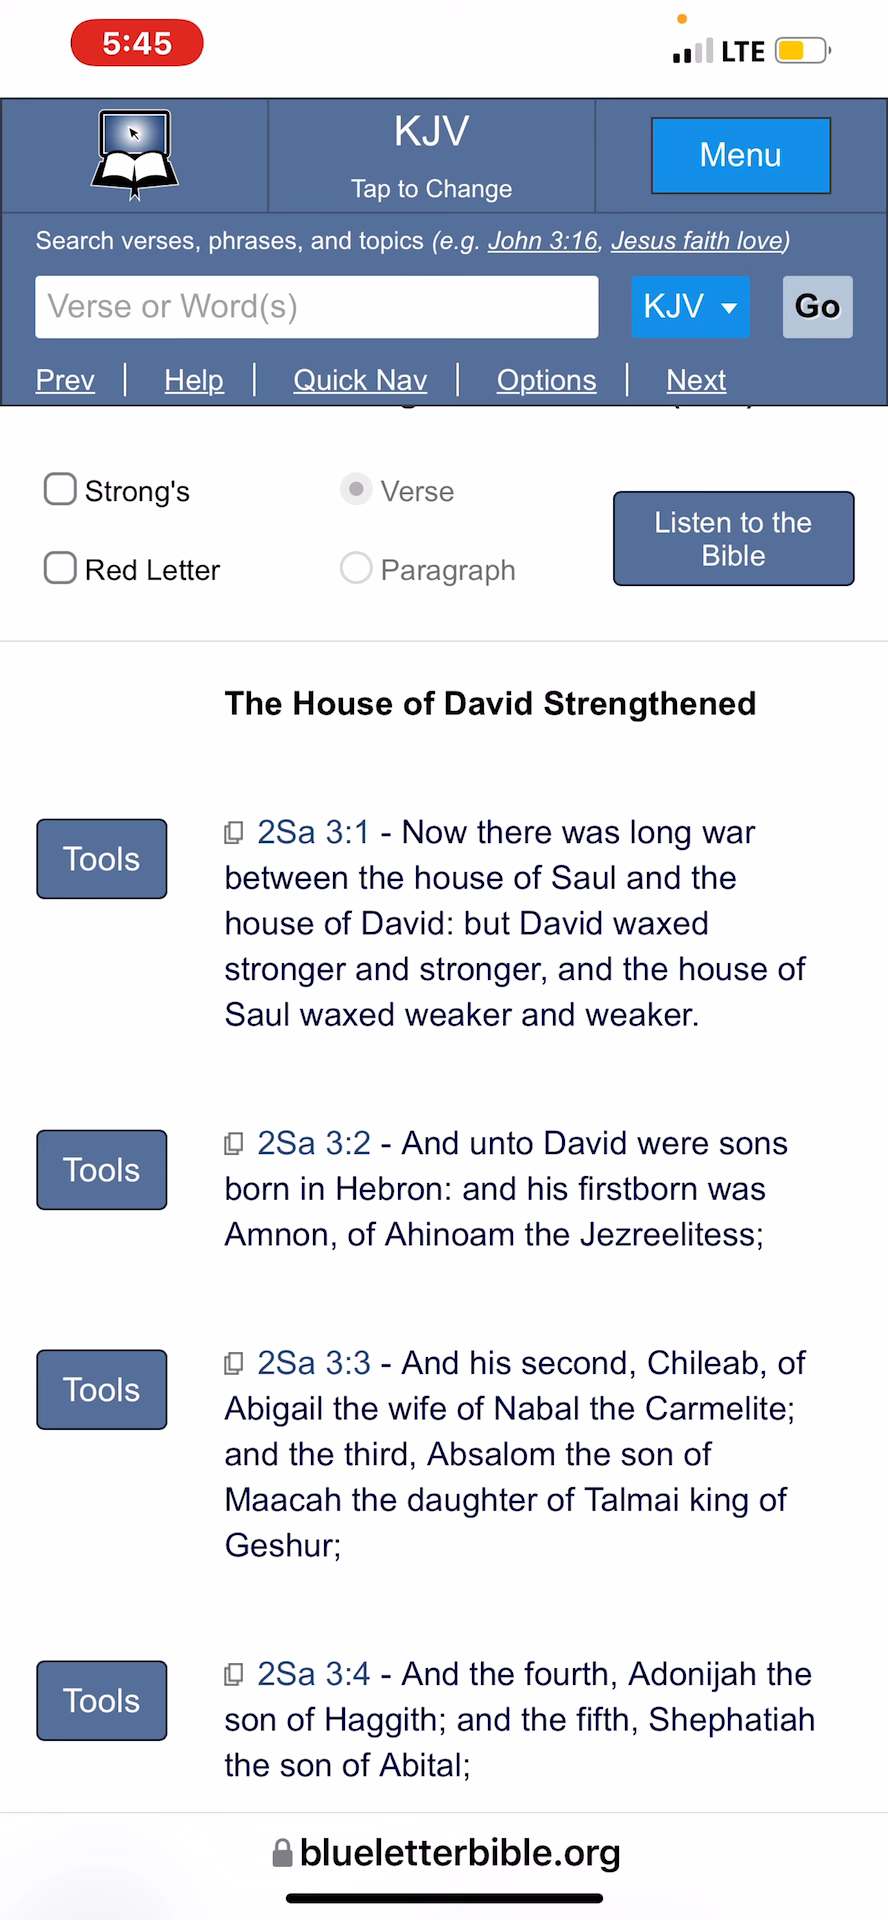 5:45
LTE
KJV
Tap to Change
Menu
Search verses, phrases, and topics (e.g. John 3:16, Jesus faith love)
Verse or Word(s)
KJV
Go
Prev | Help | Quick Nav | Options | Next
Strong's
Verse
Listen to the
Bible
Red Letter
Paragraph
The House of David Strengthened
Tools
2Sa 3:1 - Now there was long war
between the house of Saul and the
house of David: but David waxed
stronger and stronger, and the house of
Saul waxed weaker and weaker.
Tools
2Sa 3:2 - And unto David were sons
born in Hebron: and his firstborn was
Amnon, of Ahinoam the Jezreelitess;
Tools
2Sa 3:3 - And his second, Chileab, of
Abigail the wife of Nabal the Carmelite;
and the third, Absalom the son of
Maacah the daughter of Talmai king of
Geshur;
Tools
2Sa 3:4 - And the fourth, Adonijah the
son of Haggith; and the fifth, Shephatiah
the son of Abital;
blueletterbible.org